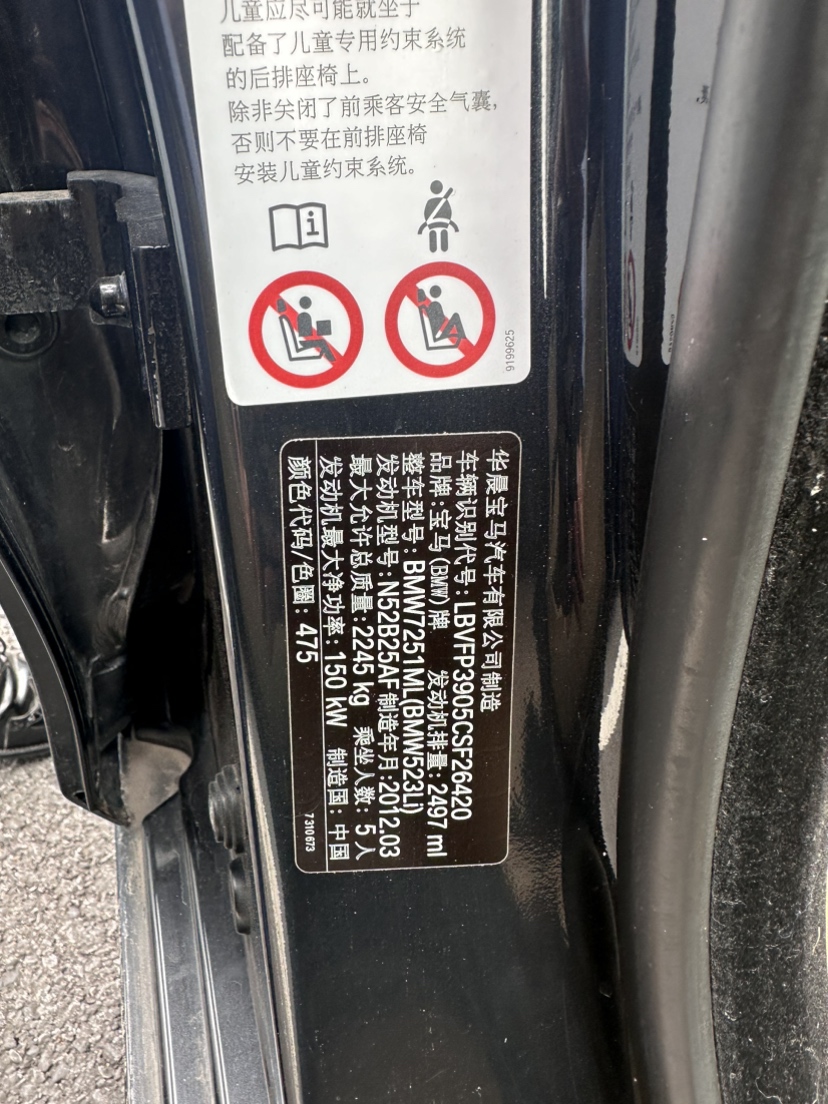 儿童应尽可能就坐于
配备了儿童专用约束系统
的后排座椅上。
除非关闭了前乘客安全气囊,
否则不要在前排座椅
安装儿童约束系统。
9199625
华晨宝马汽车有限公司制造
车辆识别代号: LBVFP3905CSF26420
品牌:宝马(BMW)牌 发动机排量: 2497 ml
整车型号: BMW7251ML(BMW523Li)
发动机型号:N52B25AF 制造年月:2012.03
最大允许总质量:2245 kg 乘坐人数: 5人
发动机最大净功率: 150 kW 制造国: 中国
颜色代码/色圈: 475
7 310 673